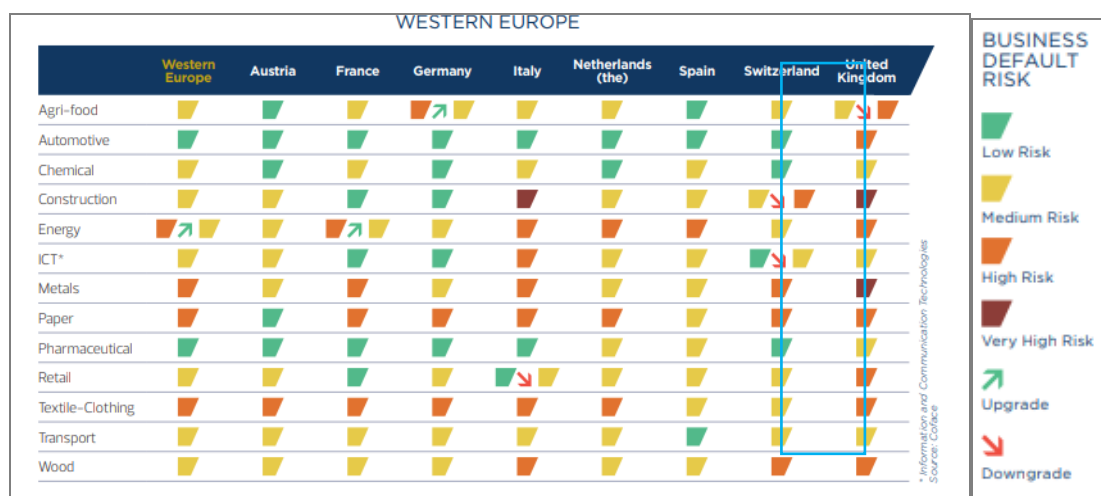 WESTERN EUROPE
Western Europe Austria France Germany Italy Netherlands (the) Spain Switzerland United Kingdom
Agri-food
Automotive
Chemical
Construction
Energy
ICT*
Metals
Paper
Pharmaceutical
Retail
Textile-Clothing
Transport
Wood
* Information and Communication Technologies
Source: Coface
BUSINESS
DEFAULT
RISK
Low Risk
Medium Risk
High Risk
Very High Risk
Upgrade
Downgrade